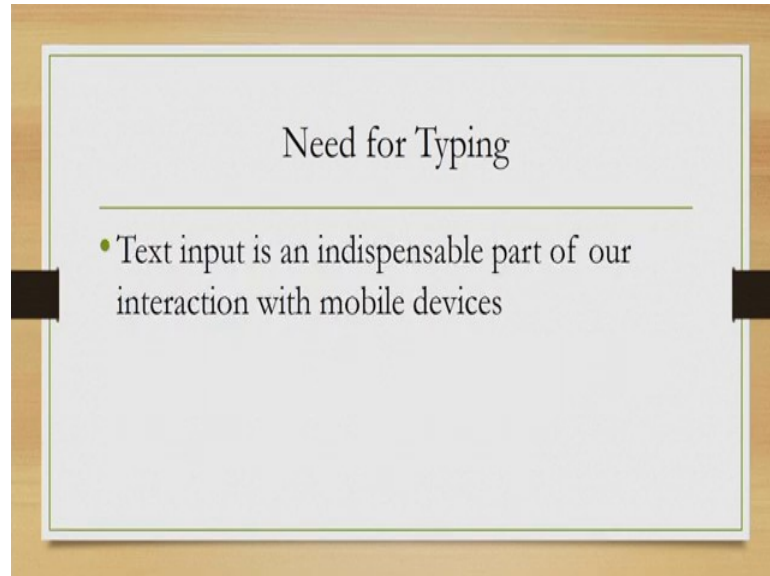 Need for Typing
• Text input is an indispensable part of our
interaction with mobile devices